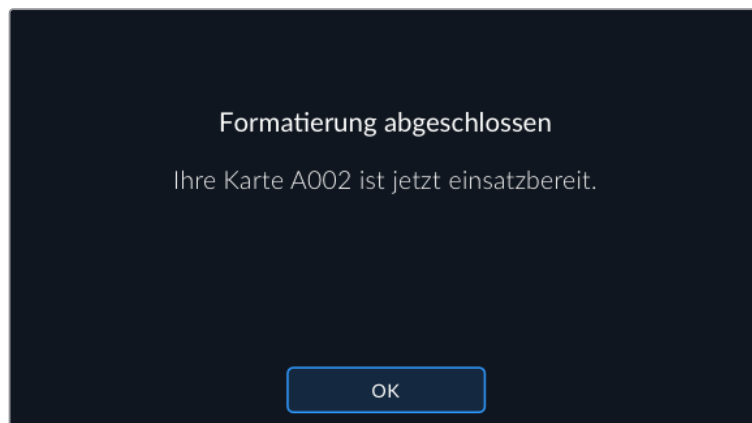 Formatierung abgeschlossen
Ihre Karte A002 ist jetzt einsatzbereit.
OK